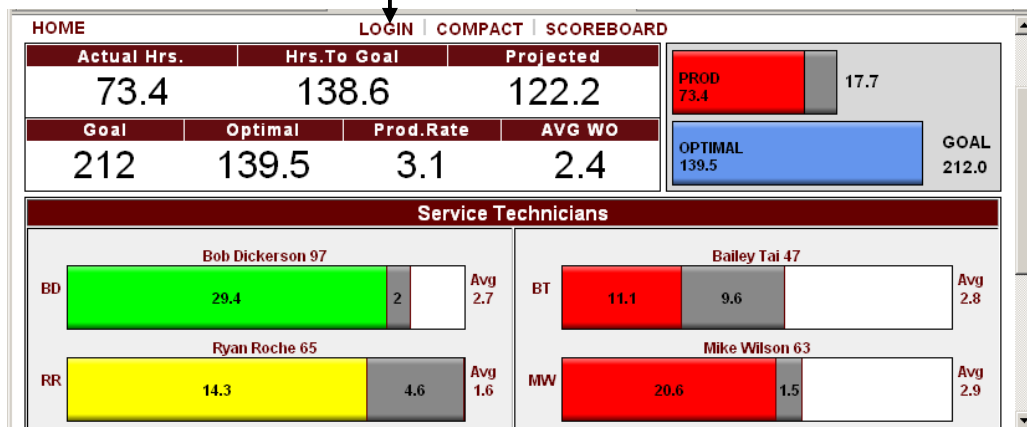 HOME LOGIN | COMPACT | SCOREBOARD
Actual Hrs. Hrs.To Goal Projected
73.4 138.6 122.2
Goal Optimal Prod.Rate AVG WO
212 139.5 3.1 2.4
PROD
73.4
17.7
OPTIMAL
139.5
GOAL
212.0
Service Technicians
Bob Dickerson 97
BD 29.4 2 Avg
2.7
Ryan Roche 65
RR 14.3 4.6 Avg
1.6
Bailey Tai 47
BT 11.1 9.6 Avg
2.8
Mike Wilson 63
MW 20.6 1.5 Avg
2.9